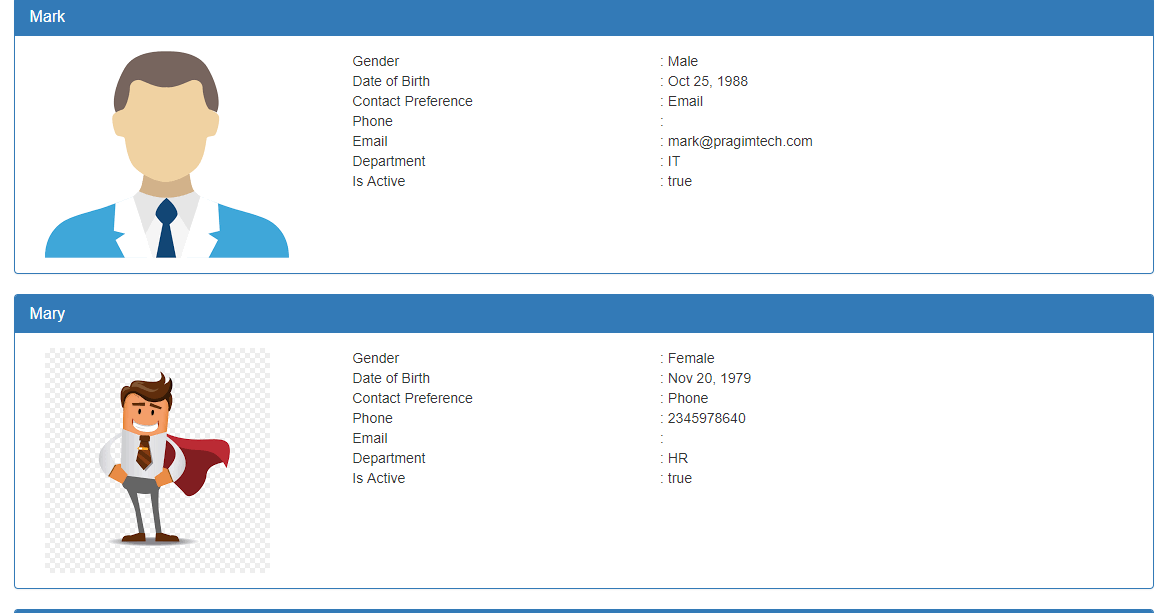 Mark
Gender : Male
Date of Birth : Oct 25, 1988
Contact Preference : Email
Phone :
Email : mark@pragimtech.com
Department : IT
Is Active : true
Mary
Gender : Female
Date of Birth : Nov 20, 1979
Contact Preference : Phone
Phone : 2345978640
Email :
Department : HR
Is Active : true